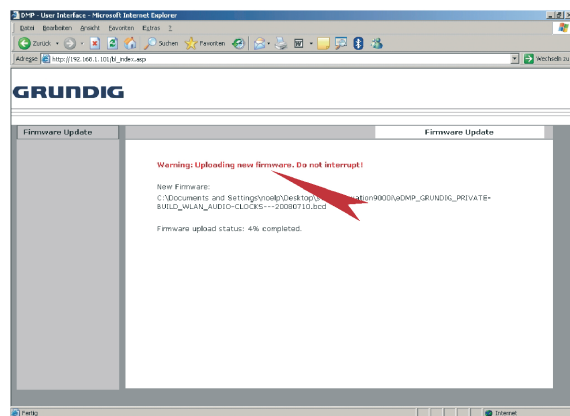 DMP - User Interface - Microsoft Internet Explorer
Datei Bearbeiten Ansicht Favoriten Extras ?
Zurück Suchen Favoriten
Adresse http://192.168.1.101/bl_index.asp Wechseln zu
GRUNDIG
Firmware Update
Firmware Update
Warning: Uploading new firmware. Do not interrupt!
New Firmware:
C:\Documents and Settings\noelp\Desktop\ 9000i\eDMP_GRUNDIG_PRIVATE-
BUILD_WLAN_AUDIO-CLOCKS---20080710.bcd
Firmware upload status: 4% completed.
Fertig
Internet